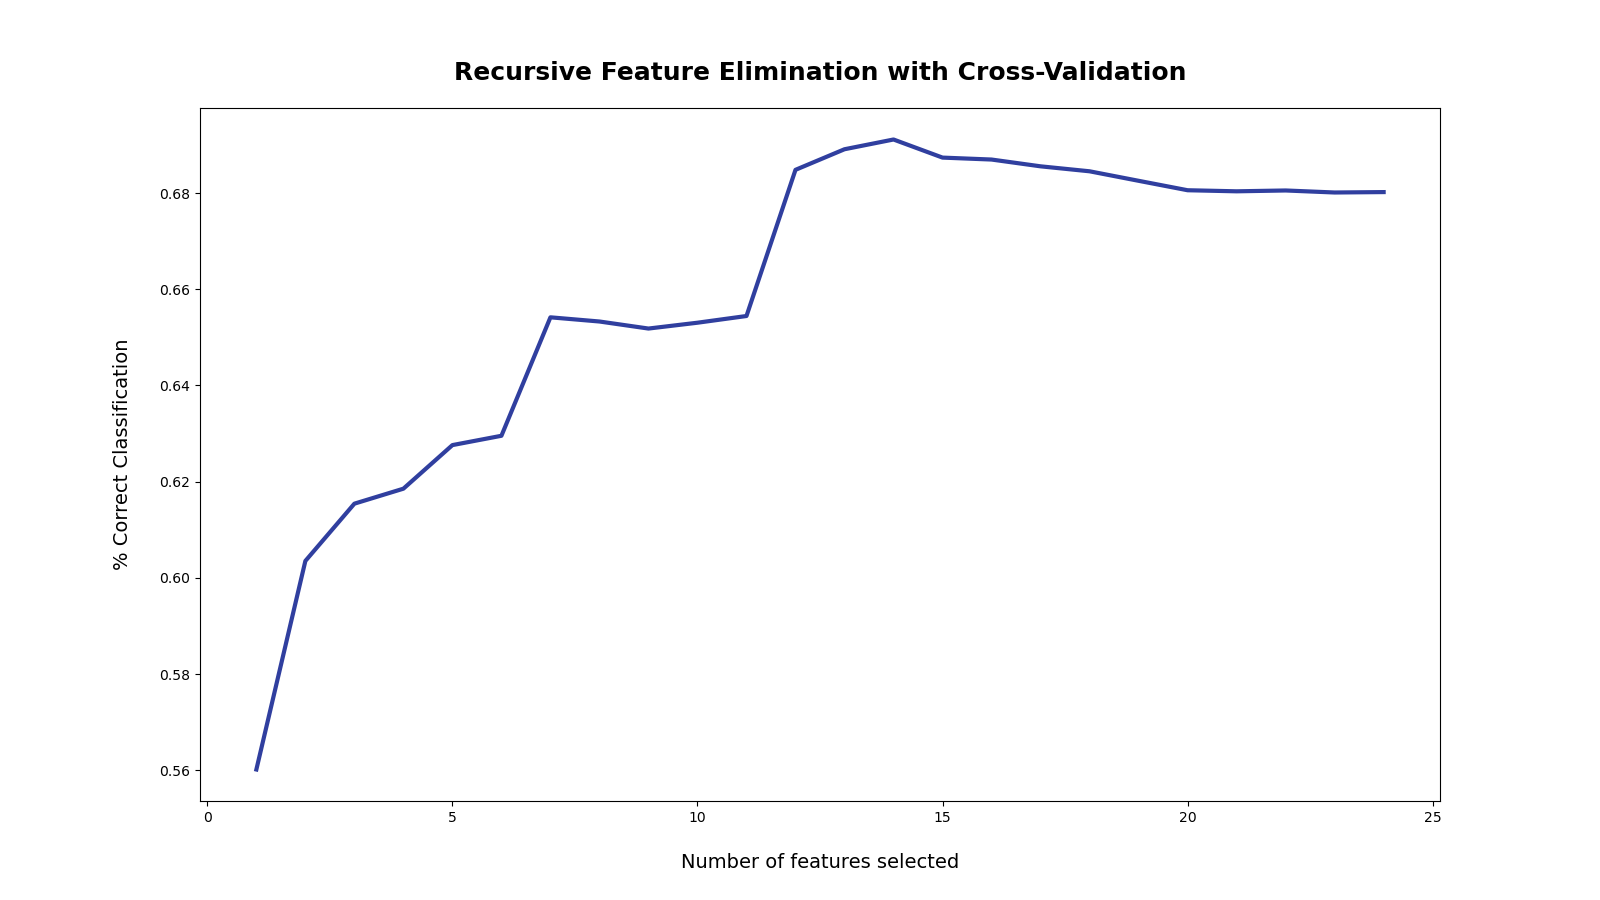 Recursive Feature Elimination with Cross-Validation
% Correct Classification
0.68
0.66
0.64
0.62
0.60
0.58
0.56
0 5 10 15 20 25
Number of features selected